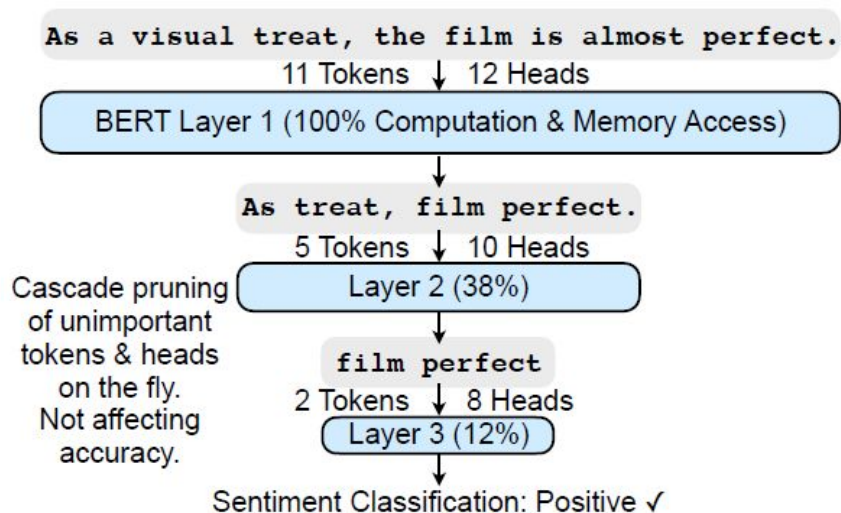 As a visual treat, the film is almost perfect.
11 Tokens 12 Heads
BERT Layer 1 (100% Computation & Memory Access)
As treat, film perfect.
5 Tokens 10 Heads
Layer 2 (38%)
Cascade pruning
of unimportant
tokens & heads
on the fly.
Not affecting
accuracy.
film perfect
2 Tokens 8 Heads
Layer 3 (12%)
Sentiment Classification: Positive ✓